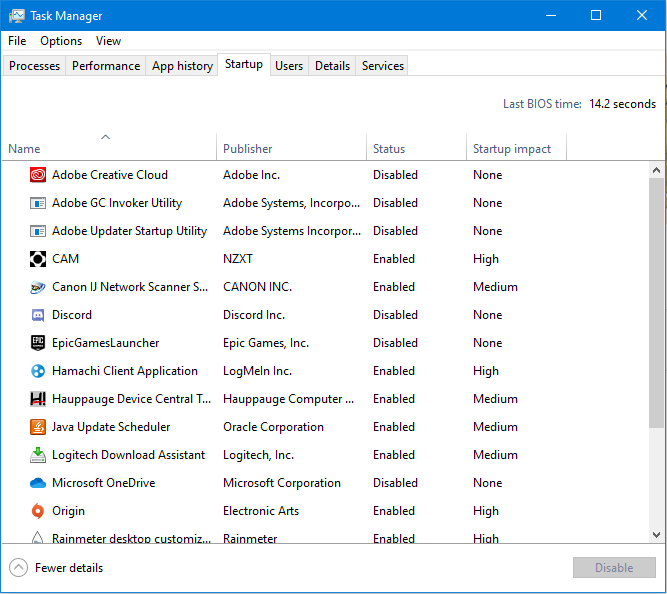 Task Manager
File Options View
Processes Performance App history Startup Users Details Services
Last BIOS time: 14.2 seconds
Name Publisher Status Startup impact
Adobe Creative Cloud Adobe Inc. Disabled None
Adobe GC Invoker Utility Adobe Systems, Incorpo... Disabled None
Adobe Updater Startup Utility Adobe Systems Incorpor... Disabled None
CAM NZXT Enabled High
Canon IJ Network Scanner S... CANON INC. Enabled Medium
Discord Discord Inc. Disabled None
EPIC GAMES EpicGamesLauncher Epic Games, Inc. Disabled None
Hamachi Client Application LogMeIn Inc. Enabled High
Hauppauge Device Central T... Hauppauge Computer ... Enabled Medium
Java Update Scheduler Oracle Corporation Enabled Medium
Logitech Download Assistant Logitech, Inc. Enabled Medium
Microsoft OneDrive Microsoft Corporation Disabled None
Origin Electronic Arts Enabled High
Rainmeter desktop customiz... Rainmeter Enabled High
Fewer details Disable